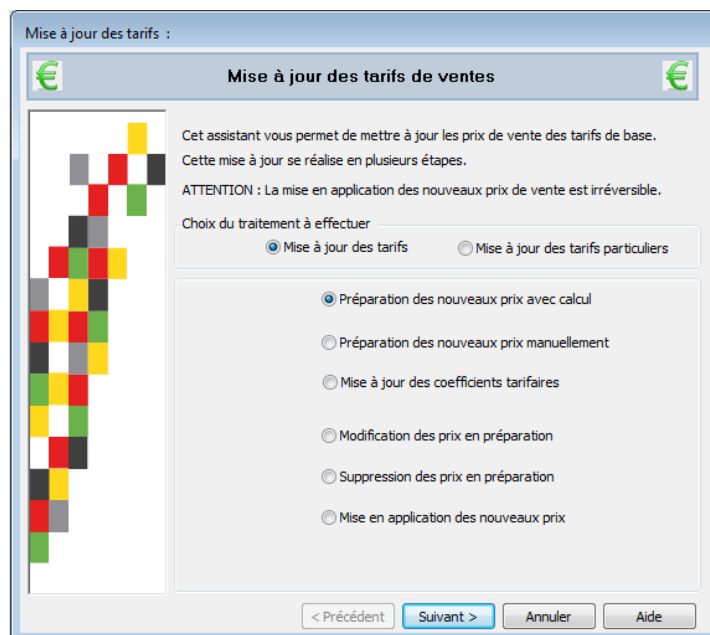 Mise à jour des tarifs :
€ Mise à jour des tarifs de ventes €
Cet assistant vous permet de mettre à jour les prix de vente des tarifs de base.
Cette mise à jour se réalise en plusieurs étapes.
ATTENTION : La mise en application des nouveaux prix de vente est irréversible.
Choix du traitement à effectuer
Mise à jour des tarifs Mise à jour des tarifs particuliers
Préparation des nouveaux prix avec calcul
Préparation des nouveaux prix manuellement
Mise à jour des coefficients tarifaires
Modification des prix en préparation
Suppression des prix en préparation
Mise en application des nouveaux prix
< Précédent Suivant > Annuler Aide